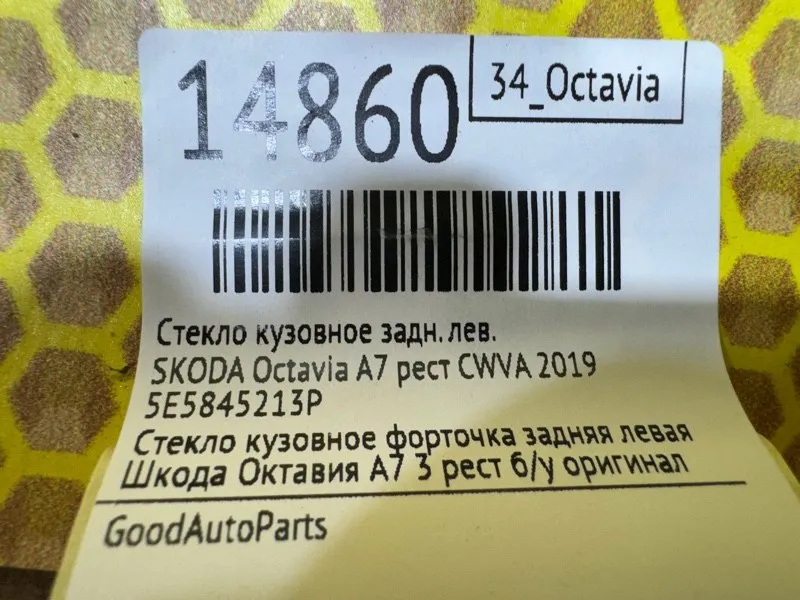 14860
34_Octavia
Стекло кузовное задн. лев.
SKODA Octavia A7 рест CWVA 2019
5E5845213P
Стекло кузовное форточка задняя левая
Шкода Октавия А7 3 рест б/у оригинал
GoodAutoParts